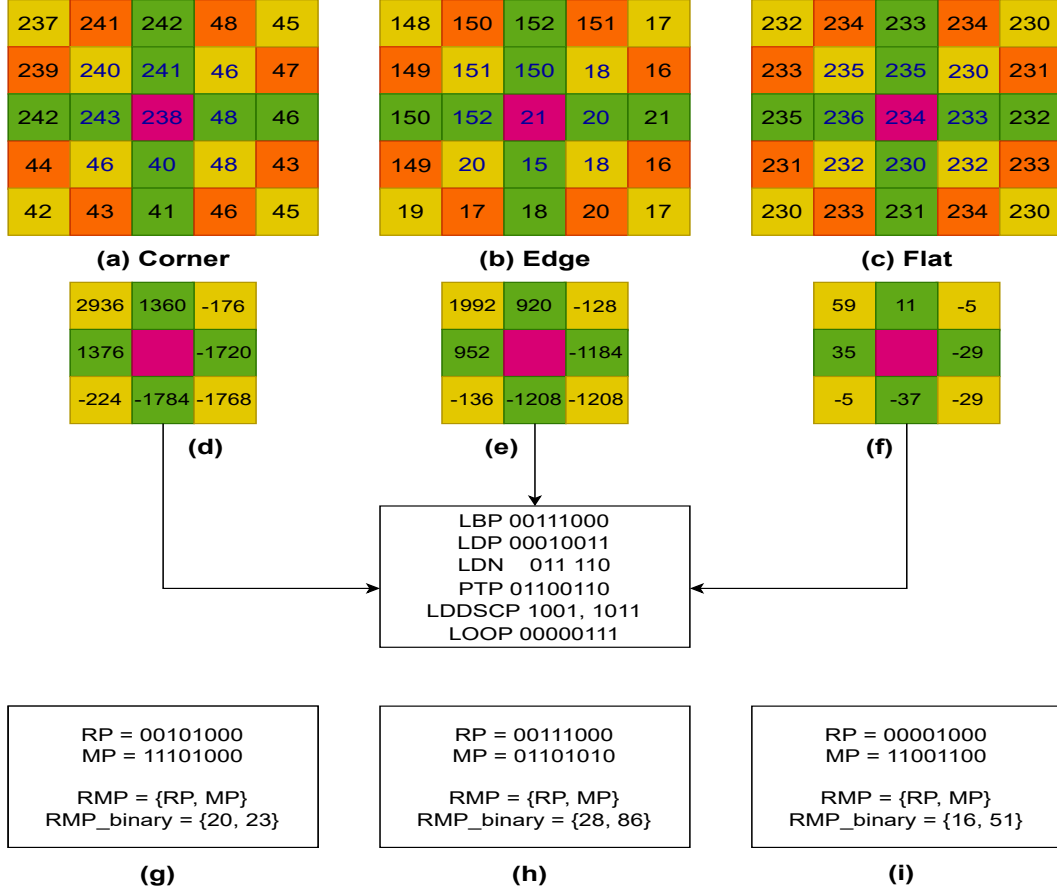 237 241 242 48 45
239 240 241 46 47
242 243 238 48 46
44 46 40 48 43
42 43 41 46 45
(a) Corner
148 150 152 151 17
149 151 150 18 16
150 152 21 20 21
149 20 15 18 16
19 17 18 20 17
(b) Edge
232 234 233 234 230
233 235 235 230 231
235 236 234 233 232
231 232 230 232 233
230 233 231 234 230
(c) Flat
2936 1360 -176
1376 -1720
-224 -1784 -1768
(d)
1992 920 -128
952 -1184
-136 -1208 -1208
(e)
59 11 -5
35 -29
-5 -37 -29
(f)
LBP 00111000
LDP 00010011
LDN 011 110
PTP 01100110
LDDSCP 1001, 1011
LOOP 00000111
RP = 00101000
MP = 11101000
RMP = {RP, MP}
RMP_binary = {20, 23}
(g)
RP = 00111000
MP = 01101010
RMP = {RP, MP}
RMP_binary = {28, 86}
(h)
RP = 00001000
MP = 11001100
RMP = {RP, MP}
RMP_binary = {16, 51}
(i)